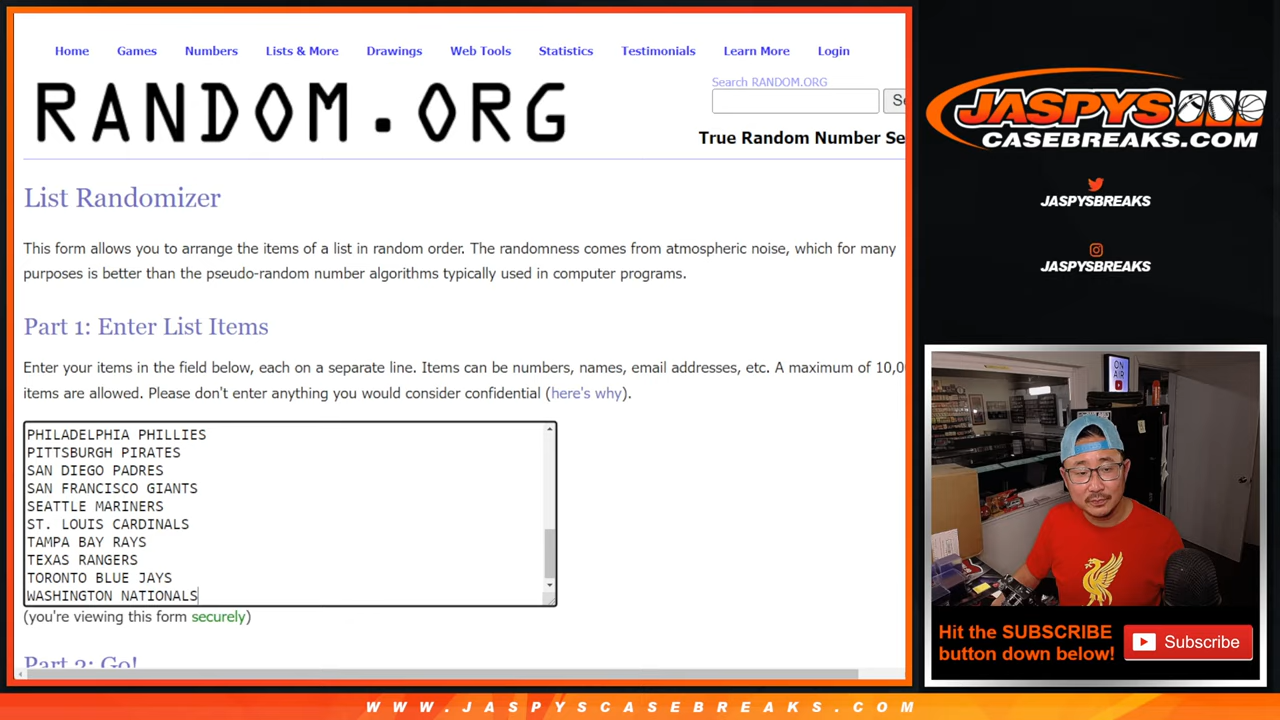 Home Games Numbers Lists & More Drawings Web Tools Statistics Testimonials Learn More Login
RANDOM.ORG
Search RANDOM.ORG
True Random Number Se
List Randomizer
This form allows you to arrange the items of a list in random order. The randomness comes from atmospheric noise, which for many
purposes is better than the pseudo-random number algorithms typically used in computer programs.
Part 1: Enter List Items
Enter your items in the field below, each on a separate line. Items can be numbers, names, email addresses, etc. A maximum of 10,0
items are allowed. Please don't enter anything you would consider confidential (here's why).
PHILADELPHIA PHILLIES
PITTSBURGH PIRATES
SAN DIEGO PADRES
SAN FRANCISCO GIANTS
SEATTLE MARINERS
ST. LOUIS CARDINALS
TAMPA BAY RAYS
TEXAS RANGERS
TORONTO BLUE JAYS
WASHINGTON NATIONALS
(you're viewing this form securely)
Part 2: Go!
JASPYS
CASEBREAKS.COM
JASPYSBREAKS
JASPYSBREAKS
ON
AIR
Hit the SUBSCRIBE
button down below!
Subscribe
WWW.JASPYSCASEBREAKS.COM